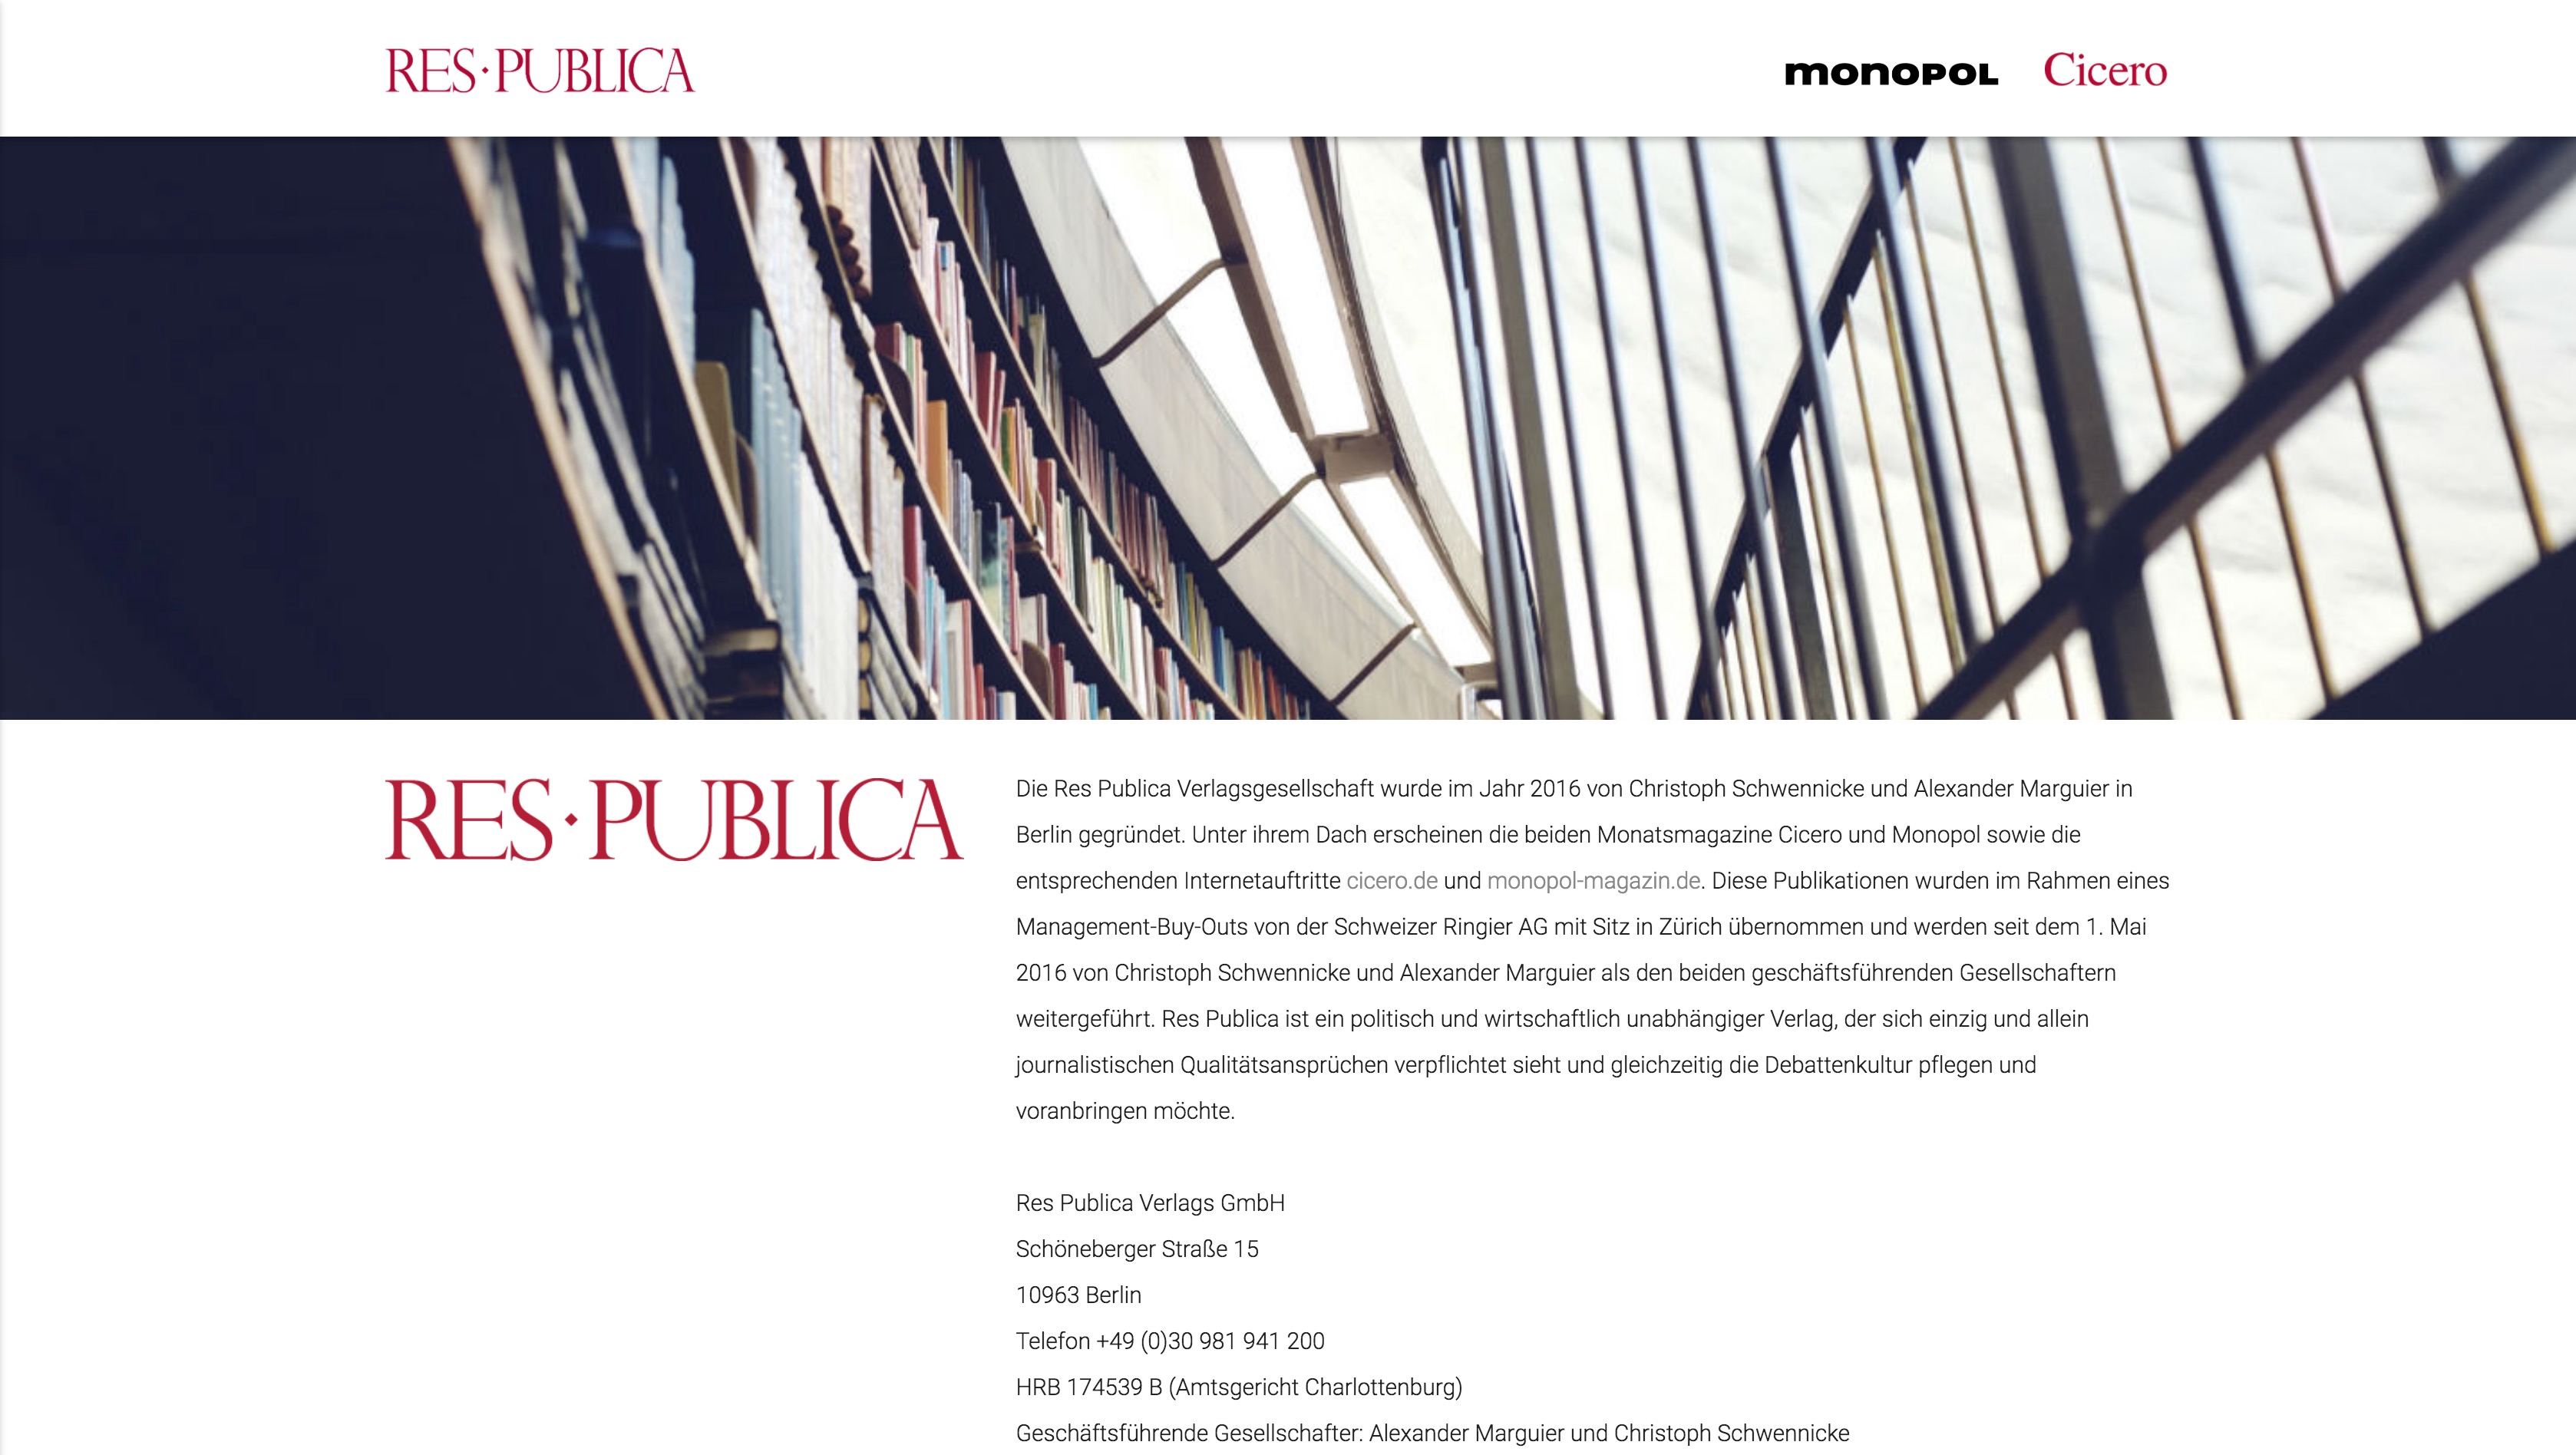 RES·PUBLICA
monopol Cicero
RES·PUBLICA
Die Res Publica Verlagsgesellschaft wurde im Jahr 2016 von Christoph Schwennicke und Alexander Marguier in
Berlin gegründet. Unter ihrem Dach erscheinen die beiden Monatsmagazine Cicero und Monopol sowie die
entsprechenden Internetauftritte cicero.de und monopol-magazin.de. Diese Publikationen wurden im Rahmen eines
Management-Buy-Outs von der Schweizer Ringier AG mit Sitz in Zürich übernommen und werden seit dem 1. Mai
2016 von Christoph Schwennicke und Alexander Marguier als den beiden geschäftsführenden Gesellschaftern
weitergeführt. Res Publica ist ein politisch und wirtschaftlich unabhängiger Verlag, der sich einzig und allein
journalistischen Qualitätsansprüchen verpflichtet sieht und gleichzeitig die Debattenkultur pflegen und
voranbringen möchte.
Res Publica Verlags GmbH
Schöneberger Straße 15
10963 Berlin
Telefon +49 (0)30 981 941 200
HRB 174539 B (Amtsgericht Charlottenburg)
Geschäftsführende Gesellschafter: Alexander Marguier und Christoph Schwennicke